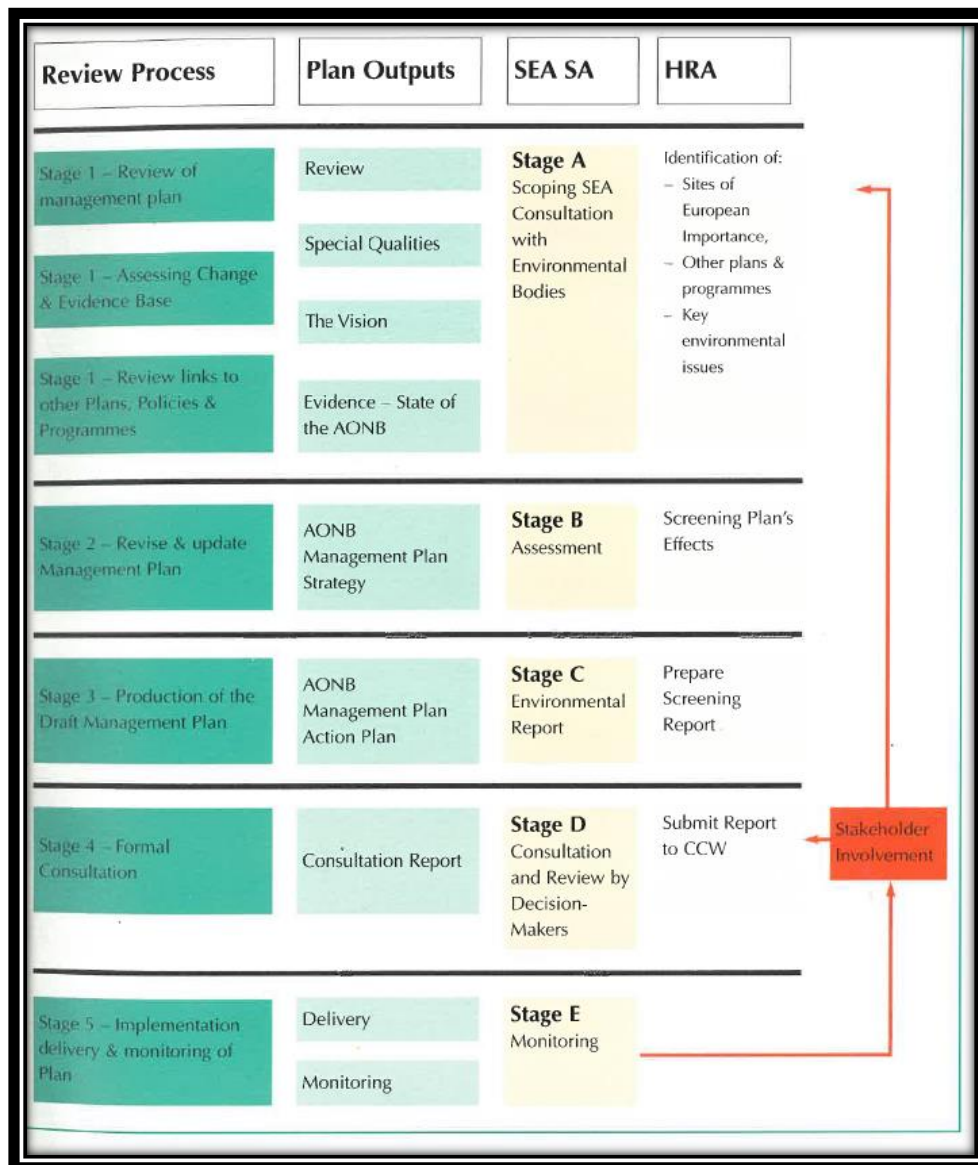 Review Process
Plan Outputs
SEA SA
HRA
Stage 1 – Review of
management plan
Stage 1 – Assessing Change
& Evidence Base
Stage 1 – Review links to
other Plans, Policies &
Programmes
Review
Special Qualities
The Vision
Evidence – State of
the AONB
Stage A
Scoping SEA
Consultation
with
Environmental
Bodies
Identification of:
– Sites of
European
Importance,
– Other plans &
programmes
– Key
environmental
issues
Stage 2 – Revise & update
Management Plan
AONB
Management Plan
Strategy
Stage B
Assessment
Screening Plan's
Effects
Stage 3 – Production of the
Draft Management Plan
AONB
Management Plan
Action Plan
Stage C
Environmental
Report
Prepare
Screening
Report
Stage 4 – Formal
Consultation
Consultation Report
Stage D
Consultation
and Review by
Decision-
Makers
Submit Report
to CCW
Stakeholder
Involvement
Stage 5 – Implementation
delivery & monitoring of
Plan
Delivery
Monitoring
Stage E
Monitoring